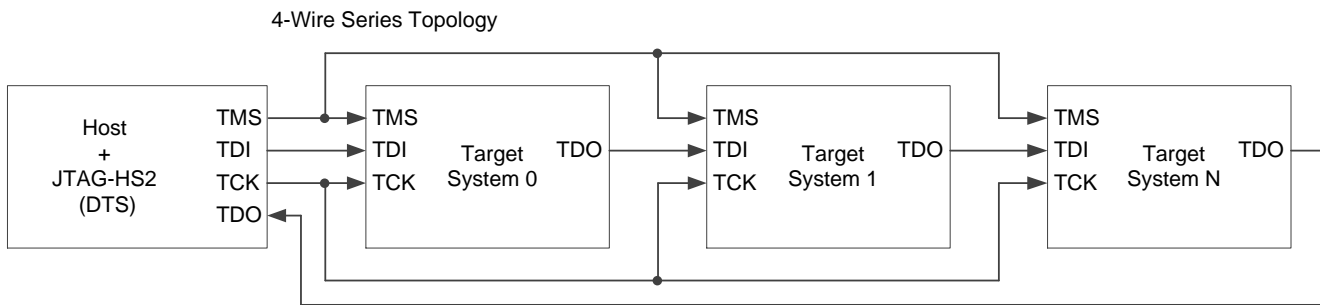 4-Wire Series Topology
Host
+
JTAG-HS2
(DTS)
TMS
TDI
TCK
TDO
TMS
TDI
TCK
Target
System 0
TDO
TMS
TDI
TCK
Target
System 1
TDO
TMS
TDI
TCK
Target
System N
TDO